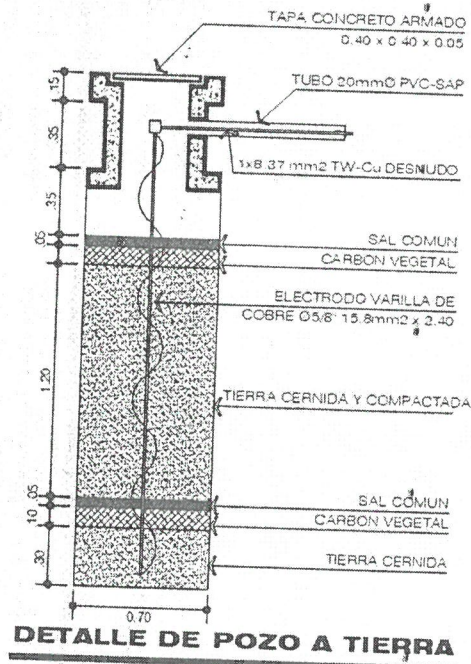 TAPA CONCRETO ARMADO
0.40 x 0.40 x 0.05
TUBO 20mmØ PVC-SAP
1x8.37 mm2 TW-Cu DESNUDO
SAL COMUN
CARBON VEGETAL
ELECTRODO VARILLA DE
COBRE Ø5/8" 15.8mm2 x 2.40
TIERRA CERNIDA Y COMPACTADA
SAL COMUN
CARBON VEGETAL
TIERRA CERNIDA
.15
.35
.35
.05
1.20
.05
.10
.30
0.70
DETALLE DE POZO A TIERRA